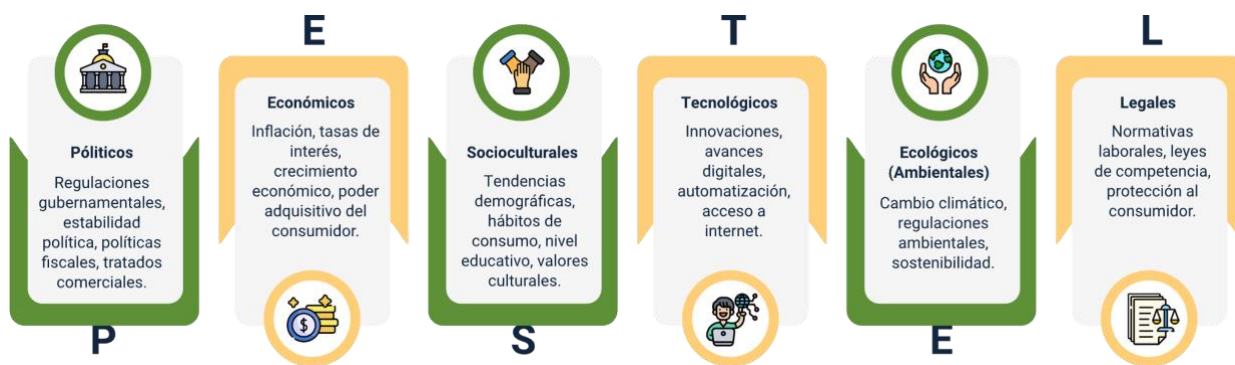 P
Póliticos
Regulaciones
gubernamentales,
estabilidad
política, políticas
fiscales, tratados
comerciales.
E
Económicos
Inflación, tasas de
interés,
crecimiento
económico, poder
adquisitivo del
consumidor.
S
Socioculturales
Tendencias
demográficas,
hábitos de
consumo, nivel
educativo, valores
culturales.
T
Tecnológicos
Innovaciones,
avances
digitales,
automatización,
acceso a
internet.
E
Ecológicos
(Ambientales)
Cambio climático,
regulaciones
ambientales,
sostenibilidad.
L
Legales
Normativas
laborales, leyes
de competencia,
protección al
consumidor.